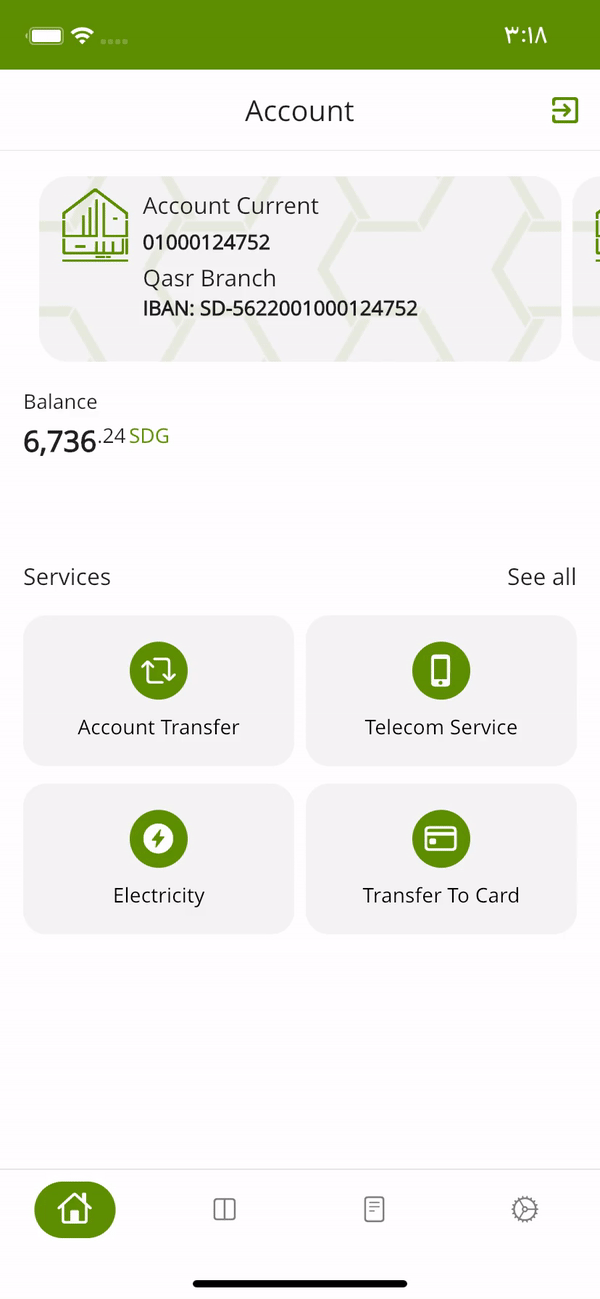 ٣:١٨
Account
Account Current
01000124752
Qasr Branch
IBAN: SD-5622001000124752
Balance
6,736.24 SDG
Services
See all
Account Transfer
Telecom Service
Electricity
Transfer To Card